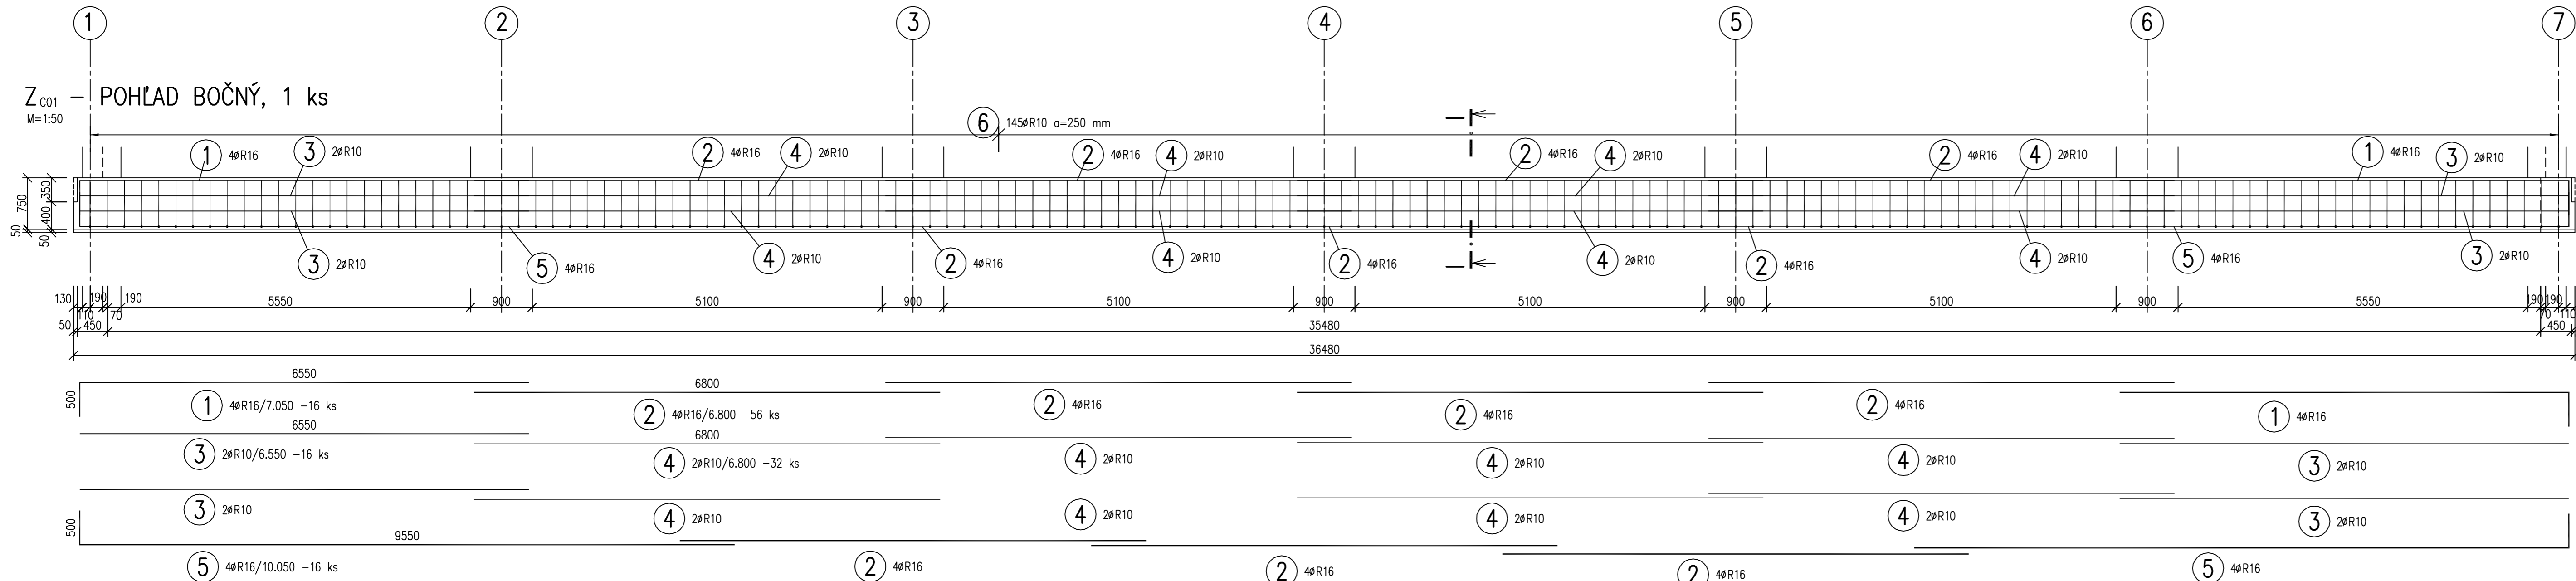 1 2 3 4 5 6 7
Z C01 – POHĽAD BOČNÝ, 1 ks
M=1:50
6 145øR10 a=250 mm
1 4øR16 3 2øR10 2 4øR16 4 2øR10 2 4øR16 4 2øR10 2 4øR16 4 2øR10 2 4øR16 4 2øR10 1 4øR16 3 2øR10
750 350
400
50 50
3 2øR10 5 4øR16 4 2øR10 2 4øR16 4 2øR10 2 4øR16 4 2øR10 2 4øR16 4 2øR10 5 4øR16 3 2øR10
130 190 190 5550 900 5100 900 5100 900 5100 900 5100 900 5550 190 190
110 70 70 110
50 450 35480 450
36480
6550 6800
500
1 4øR16/7.050 –16 ks 2 4øR16/6.800 –56 ks 2 4øR16 2 4øR16 2 4øR16 1 4øR16
6550 6800
3 2øR10/6.550 –16 ks 4 2øR10/6.800 –32 ks 4 2øR10 4 2øR10 4 2øR10 3 2øR10
3 2øR10 4 2øR10 4 2øR10 4 2øR10 4 2øR10 3 2øR10
500 9550
5 4øR16/10.050 –16 ks 2 4øR16 2 4øR16 2 4øR16 5 4øR16